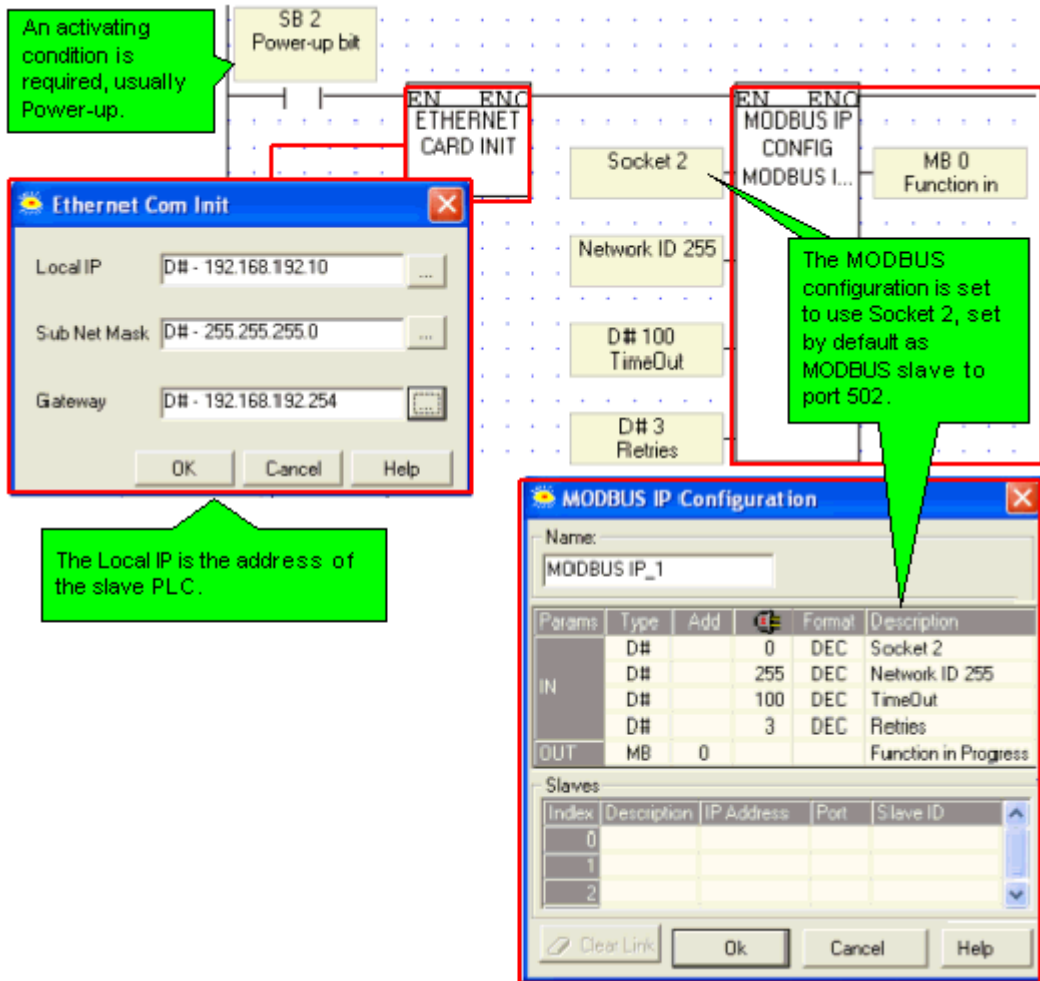 An activating
condition is
required, usually
Power-up.
SB 2
Power-up bit
EN ENO
ETHERNET
CARD INIT
EN ENO
MODBUS IP
CONFIG
MODBUS I...
Socket 2
MB 0
Function in
Network ID 255
D# 100
TimeOut
D# 3
Retries
The MODBUS
configuration is set
to use Socket 2, set
by default as
MODBUS slave to
port 502.
Ethernet Com Init
Local IP D# - 192.168.192.10 ...
Sub Net Mask D# - 255.255.255.0 ...
Gateway D# - 192.168.192.254 ...
OK Cancel Help
The Local IP is the address of
the slave PLC.
MODBUS IP Configuration
Name:
MODBUS IP_1
Params Type Add Format Description
IN
D# 0 DEC Socket 2
D# 255 DEC Network ID 255
D# 100 DEC TimeOut
D# 3 DEC Retries
OUT MB 0 Function in Progress
Slaves
Index Description IP Address Port Slave ID
0
1
2
Clear Link Ok Cancel Help